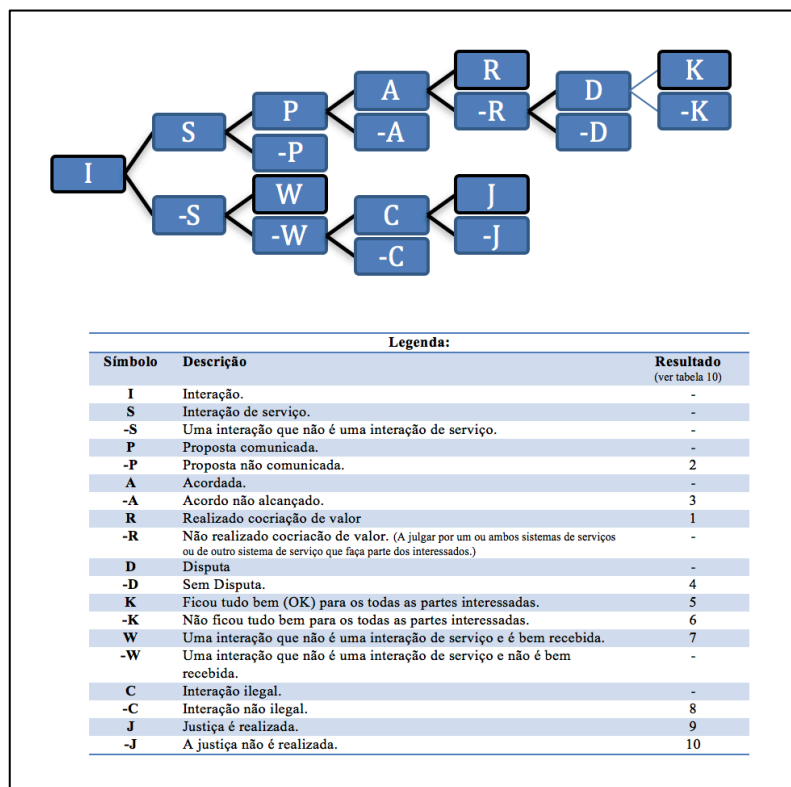 R
K
A
-R
D
-K
P
-A
-D
S
-P
I
W
J
-S
-W
C
-J
-C
Legenda:
Símbolo Descrição Resultado
(ver tabela 10)
I Interação. -
S Interação de serviço. -
-S Uma interação que não é uma interação de serviço. -
P Proposta comunicada. -
-P Proposta não comunicada. 2
A Acordada. -
-A Acordo não alcançado. 3
R Realizado cocriação de valor 1
-R Não realizado cocriacão de valor. (A julgar por um ou ambos sistemas de serviços -
ou de outro sistema de serviço que faça parte dos interessados.)
D Disputa -
-D Sem Disputa. 4
K Ficou tudo bem (OK) para os todas as partes interessadas. 5
-K Não ficou tudo bem para os todas as partes interessadas. 6
W Uma interação que não é uma interação de serviço e é bem recebida. 7
-W Uma interação que não é uma interação de serviço e não é bem -
recebida.
C Interação ilegal. -
-C Interação não ilegal. 8
J Justiça é realizada. 9
-J A justiça não é realizada. 10